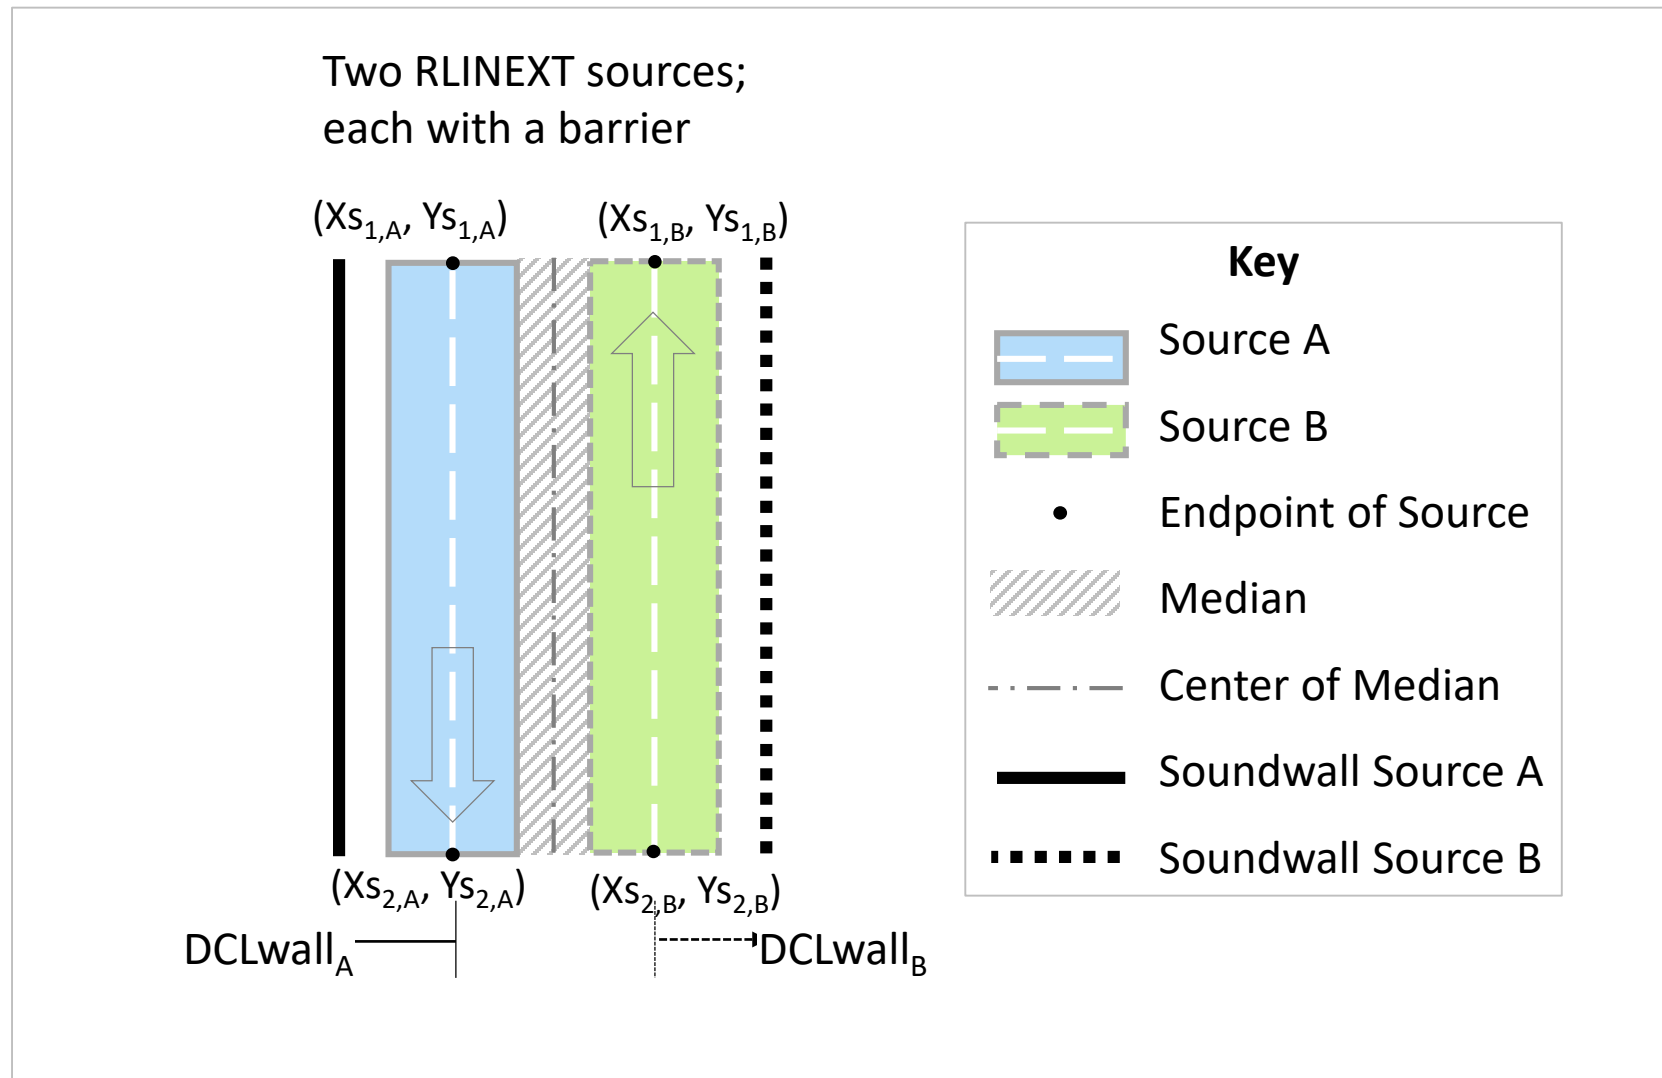 Two RLINEXT sources;
each with a barrier
(Xs1,A, Ys1,A)
(Xs1,B, Ys1,B)
(Xs2,A, Ys2,A)
(Xs2,B, Ys2,B)
DCLwallA
DCLwallB
Key
Source A
Source B
Endpoint of Source
Median
Center of Median
Soundwall Source A
Soundwall Source B